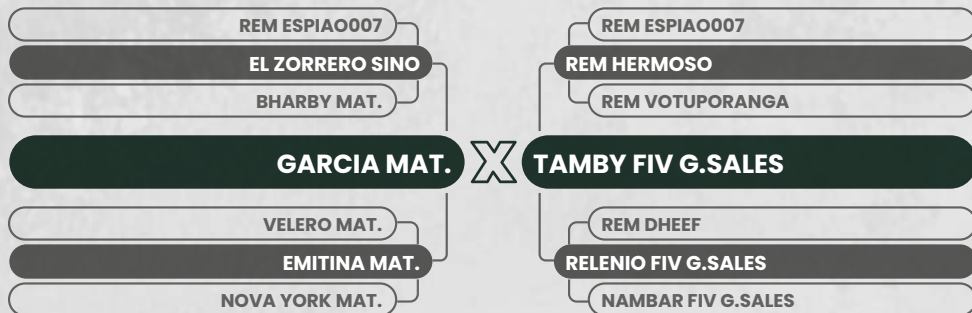 REM ESPIAO007
EL ZORRERO SINO
BHARBY MAT.
GARCIA MAT.
VELERO MAT.
EMITINA MAT.
NOVA YORK MAT.
X
REM ESPIAO007
REM HERMOSO
REM VOTUPORANGA
TAMBY FIV G.SALES
REM DHEEF
RELENIO FIV G.SALES
NAMBAR FIV G.SALES